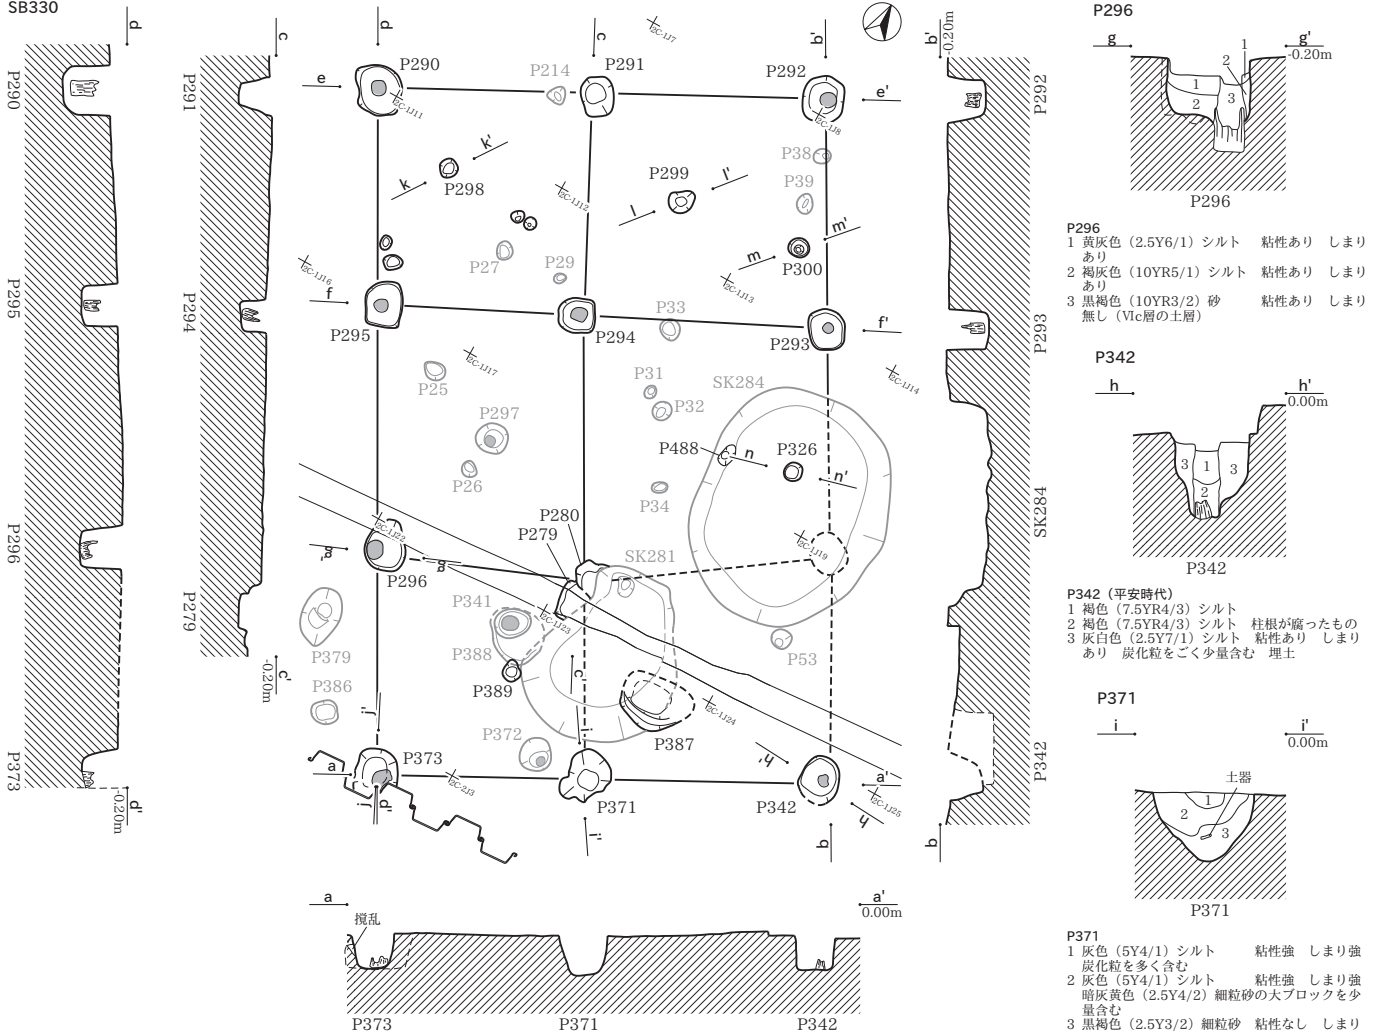 SB330
d
c
d
c
b'
b'
-0.20m
2C-1J7
P290
P291
P295
P294
P296
P279
P373
e
P290
P214
P291
P292
e'
2C-1J11
2C-1J8
P292
k'
k
P298
2C-1J12
P299
l'
l
P38
P39
m'
m
P300
P27
P29
2C-1J16
2C-1J13
f
P295
P294
P33
P293
f'
P293
2C-1J17
2C-1J14
P25
P31
P32
SK284
P297
P26
P34
P488
n
P326
n'
SK284
2C-1J22
P280
P279
SK281
2C-1J19
g'
g
P296
P341
2C-1J23
P388
P389
P379
P386
P53
c'
-0.20m
c'
j'
i
2C-1J24
P387
P372
h'
a
P373
2C-2J3
P371
P342
a'
2C-1J25
h
P342
j
d'
d'
-0.20m
i'
b
b
a
a'
0.00m
撹乱
P373
P371
P342
P296
g
g'
-0.20m
1
2
1
2
3
P296
P296
1 黄灰色（2.5Y6/1）シルト 粘性あり しまり
あり
2 褐灰色（10YR5/1）シルト 粘性あり しまり
あり
3 黒褐色（10YR3/2）砂 粘性あり しまり
無し（Ⅵc層の土層）
P342
h
h'
0.00m
3
1
3
2
P342
P342（平安時代）
1 褐色（7.5YR4/3）シルト
2 褐色（7.5YR4/3）シルト 柱根が腐ったもの
3 灰白色（2.5Y7/1）シルト 粘性あり しまり
あり 炭化粒をごく少量含む 埋土
P371
i
i'
0.00m
土器
1
2
3
P371
P371
1 灰色（5Y4/1）シルト 粘性強 しまり強
炭化粒を多く含む
2 灰色（5Y4/1）シルト 粘性強 しまり強
暗灰黄色（2.5Y4/2）細粒砂の大ブロックを少
量含む
3 黒褐色（2.5Y3/2）細粒砂 粘性なし しまり